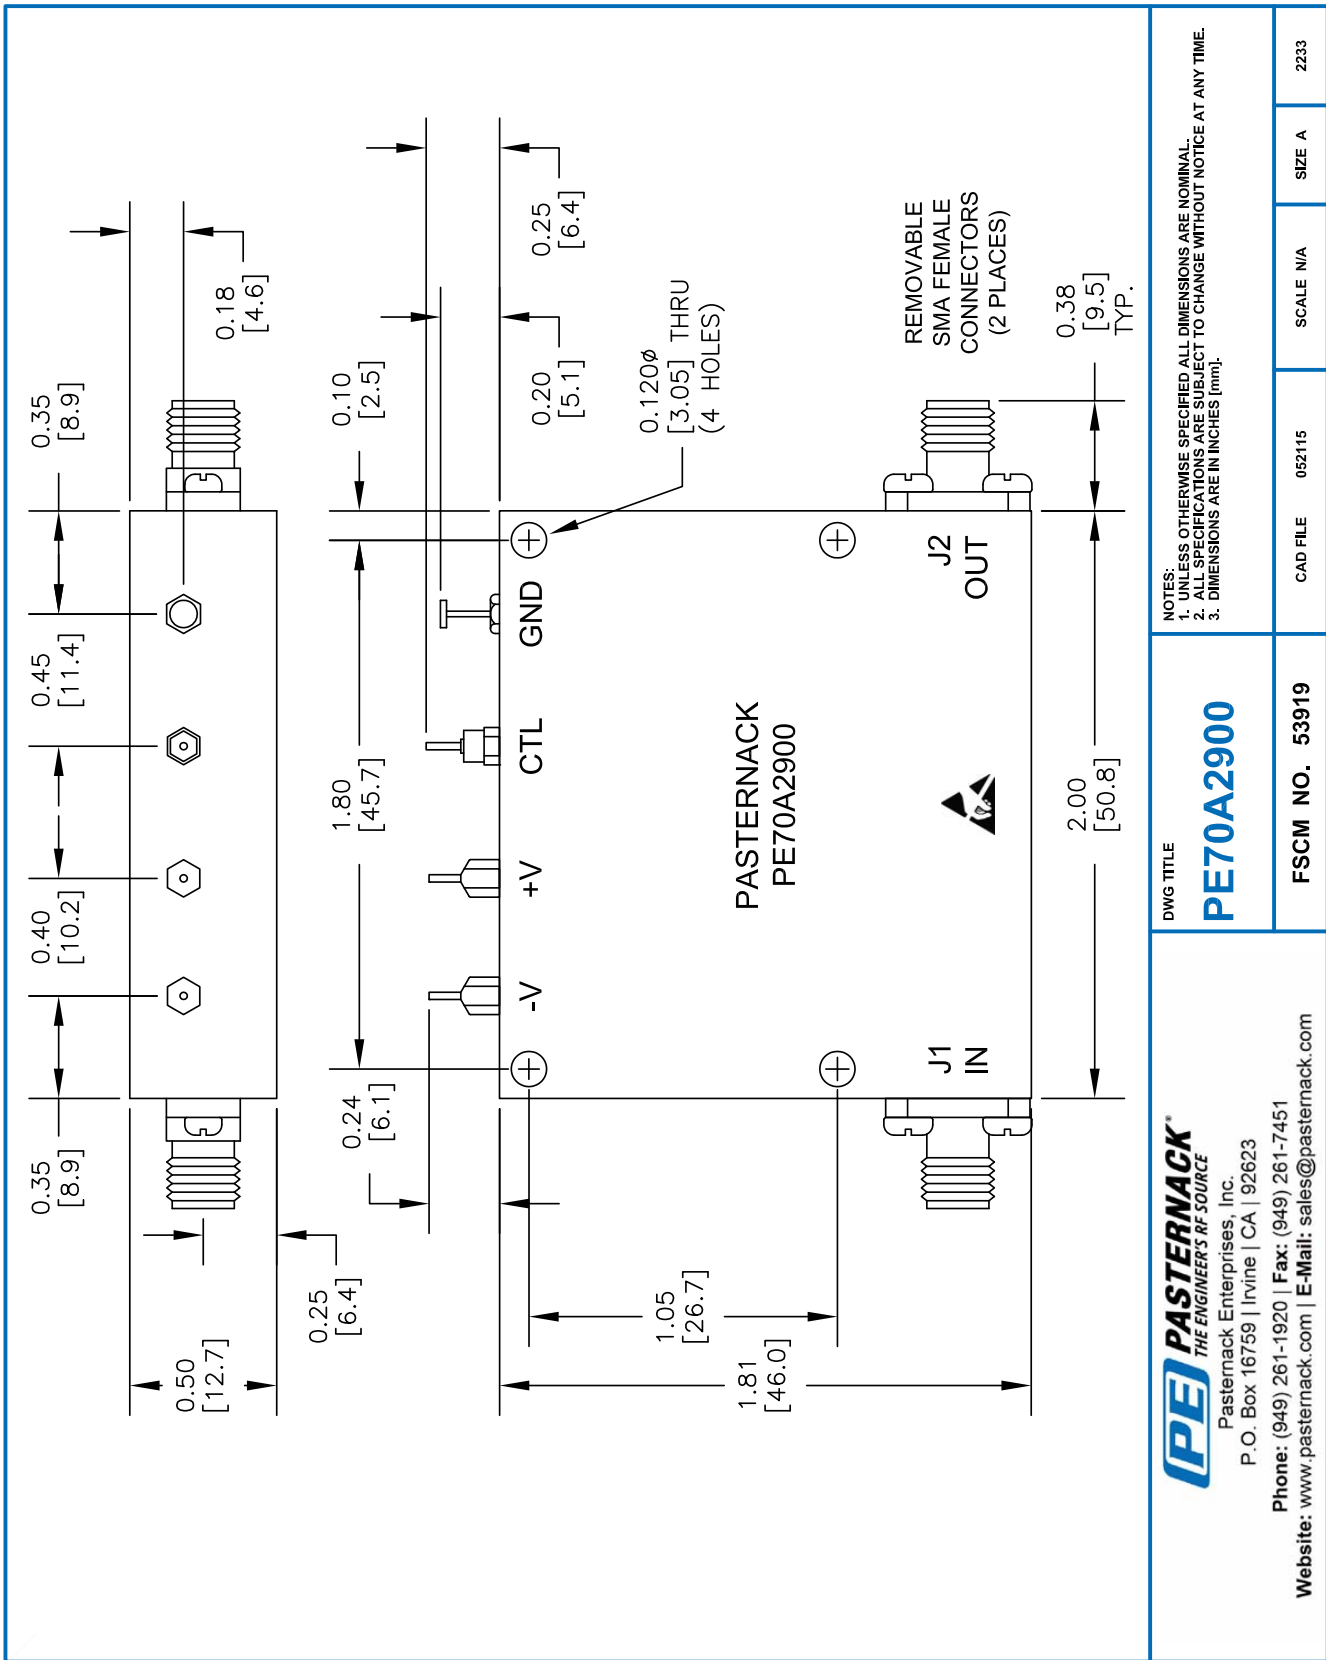 0.35
[8.9]
0.40
[10.2]
0.45
[11.4]
0.35
[8.9]
0.50
[12.7]
0.25
[6.4]
0.18
[4.6]
0.24
[6.1]
1.80
[45.7]
0.10
[2.5]
0.20
[5.1]
0.25
[6.4]
0.120ø
[3.05] THRU
(4 HOLES)
-V
+V
CTL
GND
1.05
[26.7]
1.81
[46.0]
PASTERNACK
PE70A2900
J1
IN
J2
OUT
REMOVABLE
SMA FEMALE
CONNECTORS
(2 PLACES)
2.00
[50.8]
0.38
[9.5]
TYP.
PE PASTERNACK®
THE ENGINEER'S RF SOURCE
Pasternack Enterprises, Inc.
P.O. Box 16759 | Irvine | CA | 92623
Phone: (949) 261-1920 | Fax: (949) 261-7451
Website: www.pasternack.com | E-Mail: sales@pasternack.com
DWG TITLE
PE70A2900
FSCM NO. 53919
NOTES:
1. UNLESS OTHERWISE SPECIFIED ALL DIMENSIONS ARE NOMINAL.
2. ALL SPECIFICATIONS ARE SUBJECT TO CHANGE WITHOUT NOTICE AT ANY TIME.
3. DIMENSIONS ARE IN INCHES [mm].
CAD FILE 052115
SCALE N/A
SIZE A
2233